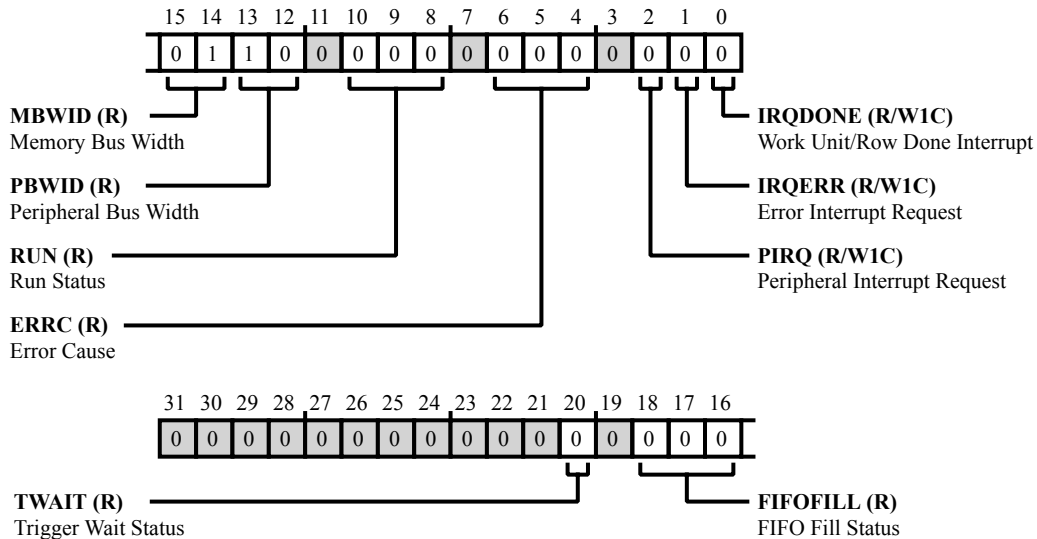 15 14 13 12 11 10 9 8 7 6 5 4 3 2 1 0
0 1 1 0 0 0 0 0 0 0 0 0 0 0 0 0
MBWID (R)
Memory Bus Width
PBWID (R)
Peripheral Bus Width
RUN (R)
Run Status
ERRC (R)
Error Cause
IRQDONE (R/W1C)
Work Unit/Row Done Interrupt
IRQERR (R/W1C)
Error Interrupt Request
PIRQ (R/W1C)
Peripheral Interrupt Request
31 30 29 28 27 26 25 24 23 22 21 20 19 18 17 16
0 0 0 0 0 0 0 0 0 0 0 0 0 0 0 0
TWAIT (R)
Trigger Wait Status
FIFOFILL (R)
FIFO Fill Status